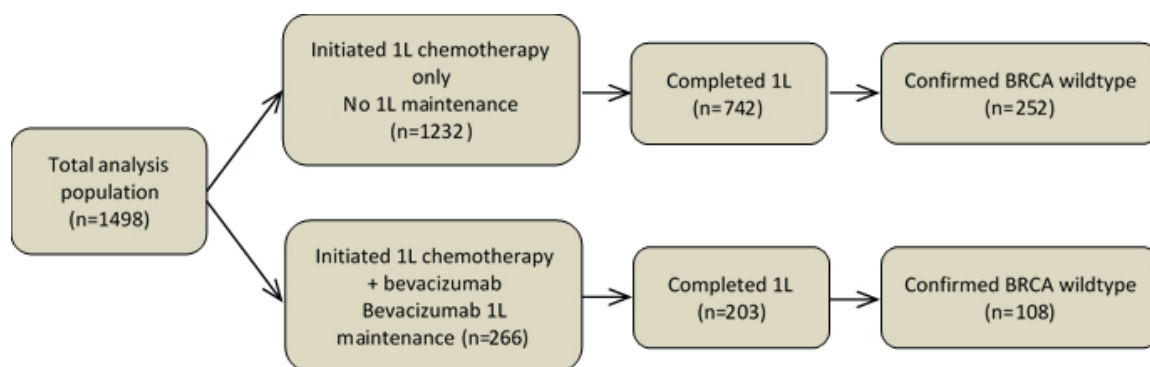 Total analysis
population
(n=1498)
Initiated 1L chemotherapy
only
No 1L maintenance
(n=1232)
Completed 1L
(n=742)
Confirmed BRCA wildtype
(n=252)
Initiated 1L chemotherapy
+ bevacizumab
Bevacizumab 1L
maintenance (n=266)
Completed 1L
(n=203)
Confirmed BRCA wildtype
(n=108)